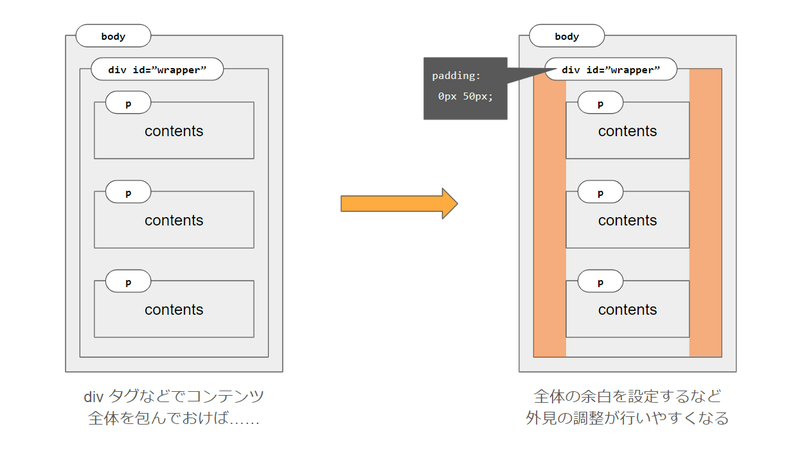 body
div id=”wrapper”
p
contents
p
contents
p
contents
div タグなどでコンテンツ
全体を包んでおけば……
body
div id=”wrapper”
padding:
0px 50px;
p
contents
p
contents
p
contents
全体の余白を設定するなど
外見の調整が行いやすくなる